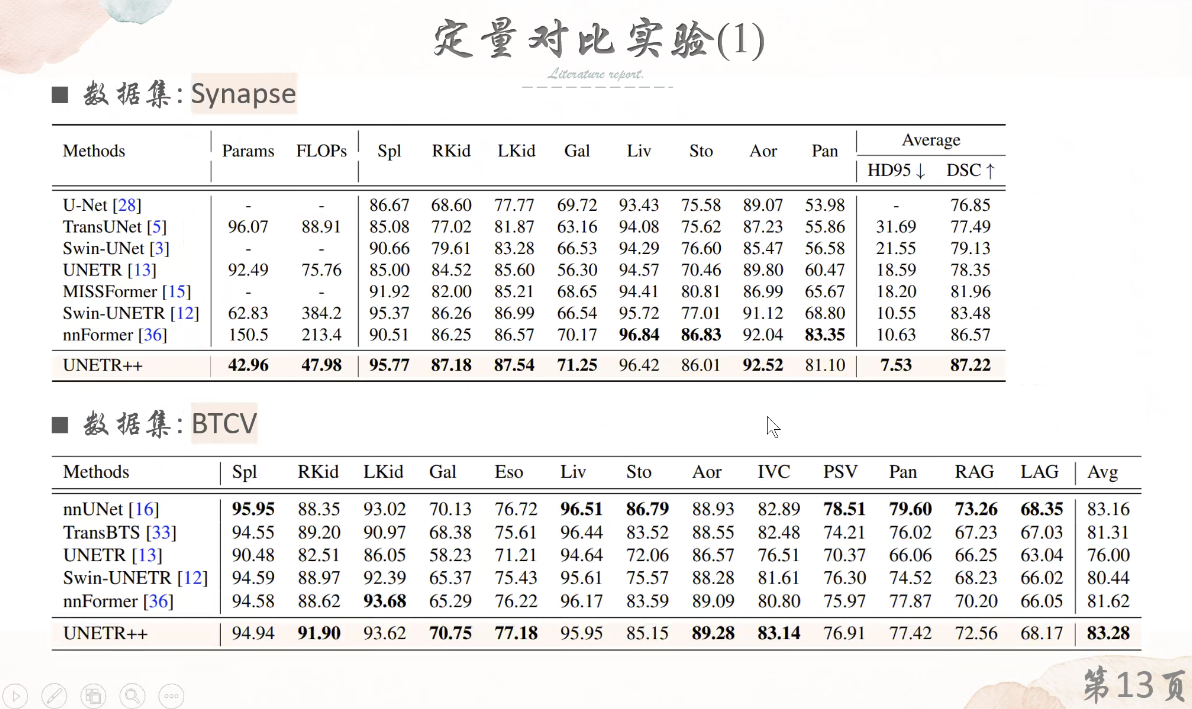 定量对比实验(1)
Literature report.
■ 数据集: Synapse
Methods Params FLOPs Spl RKid LKid Gal Liv Sto Aor Pan Average
HD95 ↓ DSC ↑
U-Net [28] - - 86.67 68.60 77.77 69.72 93.43 75.58 89.07 53.98 - 76.85
TransUNet [5] 96.07 88.91 85.08 77.02 81.87 63.16 94.08 75.62 87.23 55.86 31.69 77.49
Swin-UNet [3] - - 90.66 79.61 83.28 66.53 94.29 76.60 85.47 56.58 21.55 79.13
UNETR [13] 92.49 75.76 85.00 84.52 85.60 56.30 94.57 70.46 89.80 60.47 18.59 78.35
MISSFormer [15] - - 91.92 82.00 85.21 68.65 94.41 80.81 86.99 65.67 18.20 81.96
Swin-UNETR [12] 62.83 384.2 95.37 86.26 86.99 66.54 95.72 77.01 91.12 68.80 10.55 83.48
nnFormer [36] 150.5 213.4 90.51 86.25 86.57 70.17 96.84 86.83 92.04 83.35 10.63 86.57
UNETR++ 42.96 47.98 95.77 87.18 87.54 71.25 96.42 86.01 92.52 81.10 7.53 87.22
■ 数据集: BTCV
Methods Spl RKid LKid Gal Eso Liv Sto Aor IVC PSV Pan RAG LAG Avg
nnUNet [16] 95.95 88.35 93.02 70.13 76.72 96.51 86.79 88.93 82.89 78.51 79.60 73.26 68.35 83.16
TransBTS [33] 94.55 89.20 90.97 68.38 75.61 96.44 83.52 88.55 82.48 74.21 76.02 67.23 67.03 81.31
UNETR [13] 90.48 82.51 86.05 58.23 71.21 94.64 72.06 86.57 76.51 70.37 66.06 66.25 63.04 76.00
Swin-UNETR [12] 94.59 88.97 92.39 65.37 75.43 95.61 75.57 88.28 81.61 76.30 74.52 68.23 66.02 80.44
nnFormer [36] 94.58 88.62 93.68 65.29 76.22 96.17 83.59 89.09 80.80 75.97 77.87 70.20 66.05 81.62
UNETR++ 94.94 91.90 93.62 70.75 77.18 95.95 85.15 89.28 83.14 76.91 77.42 72.56 68.17 83.28
第13页